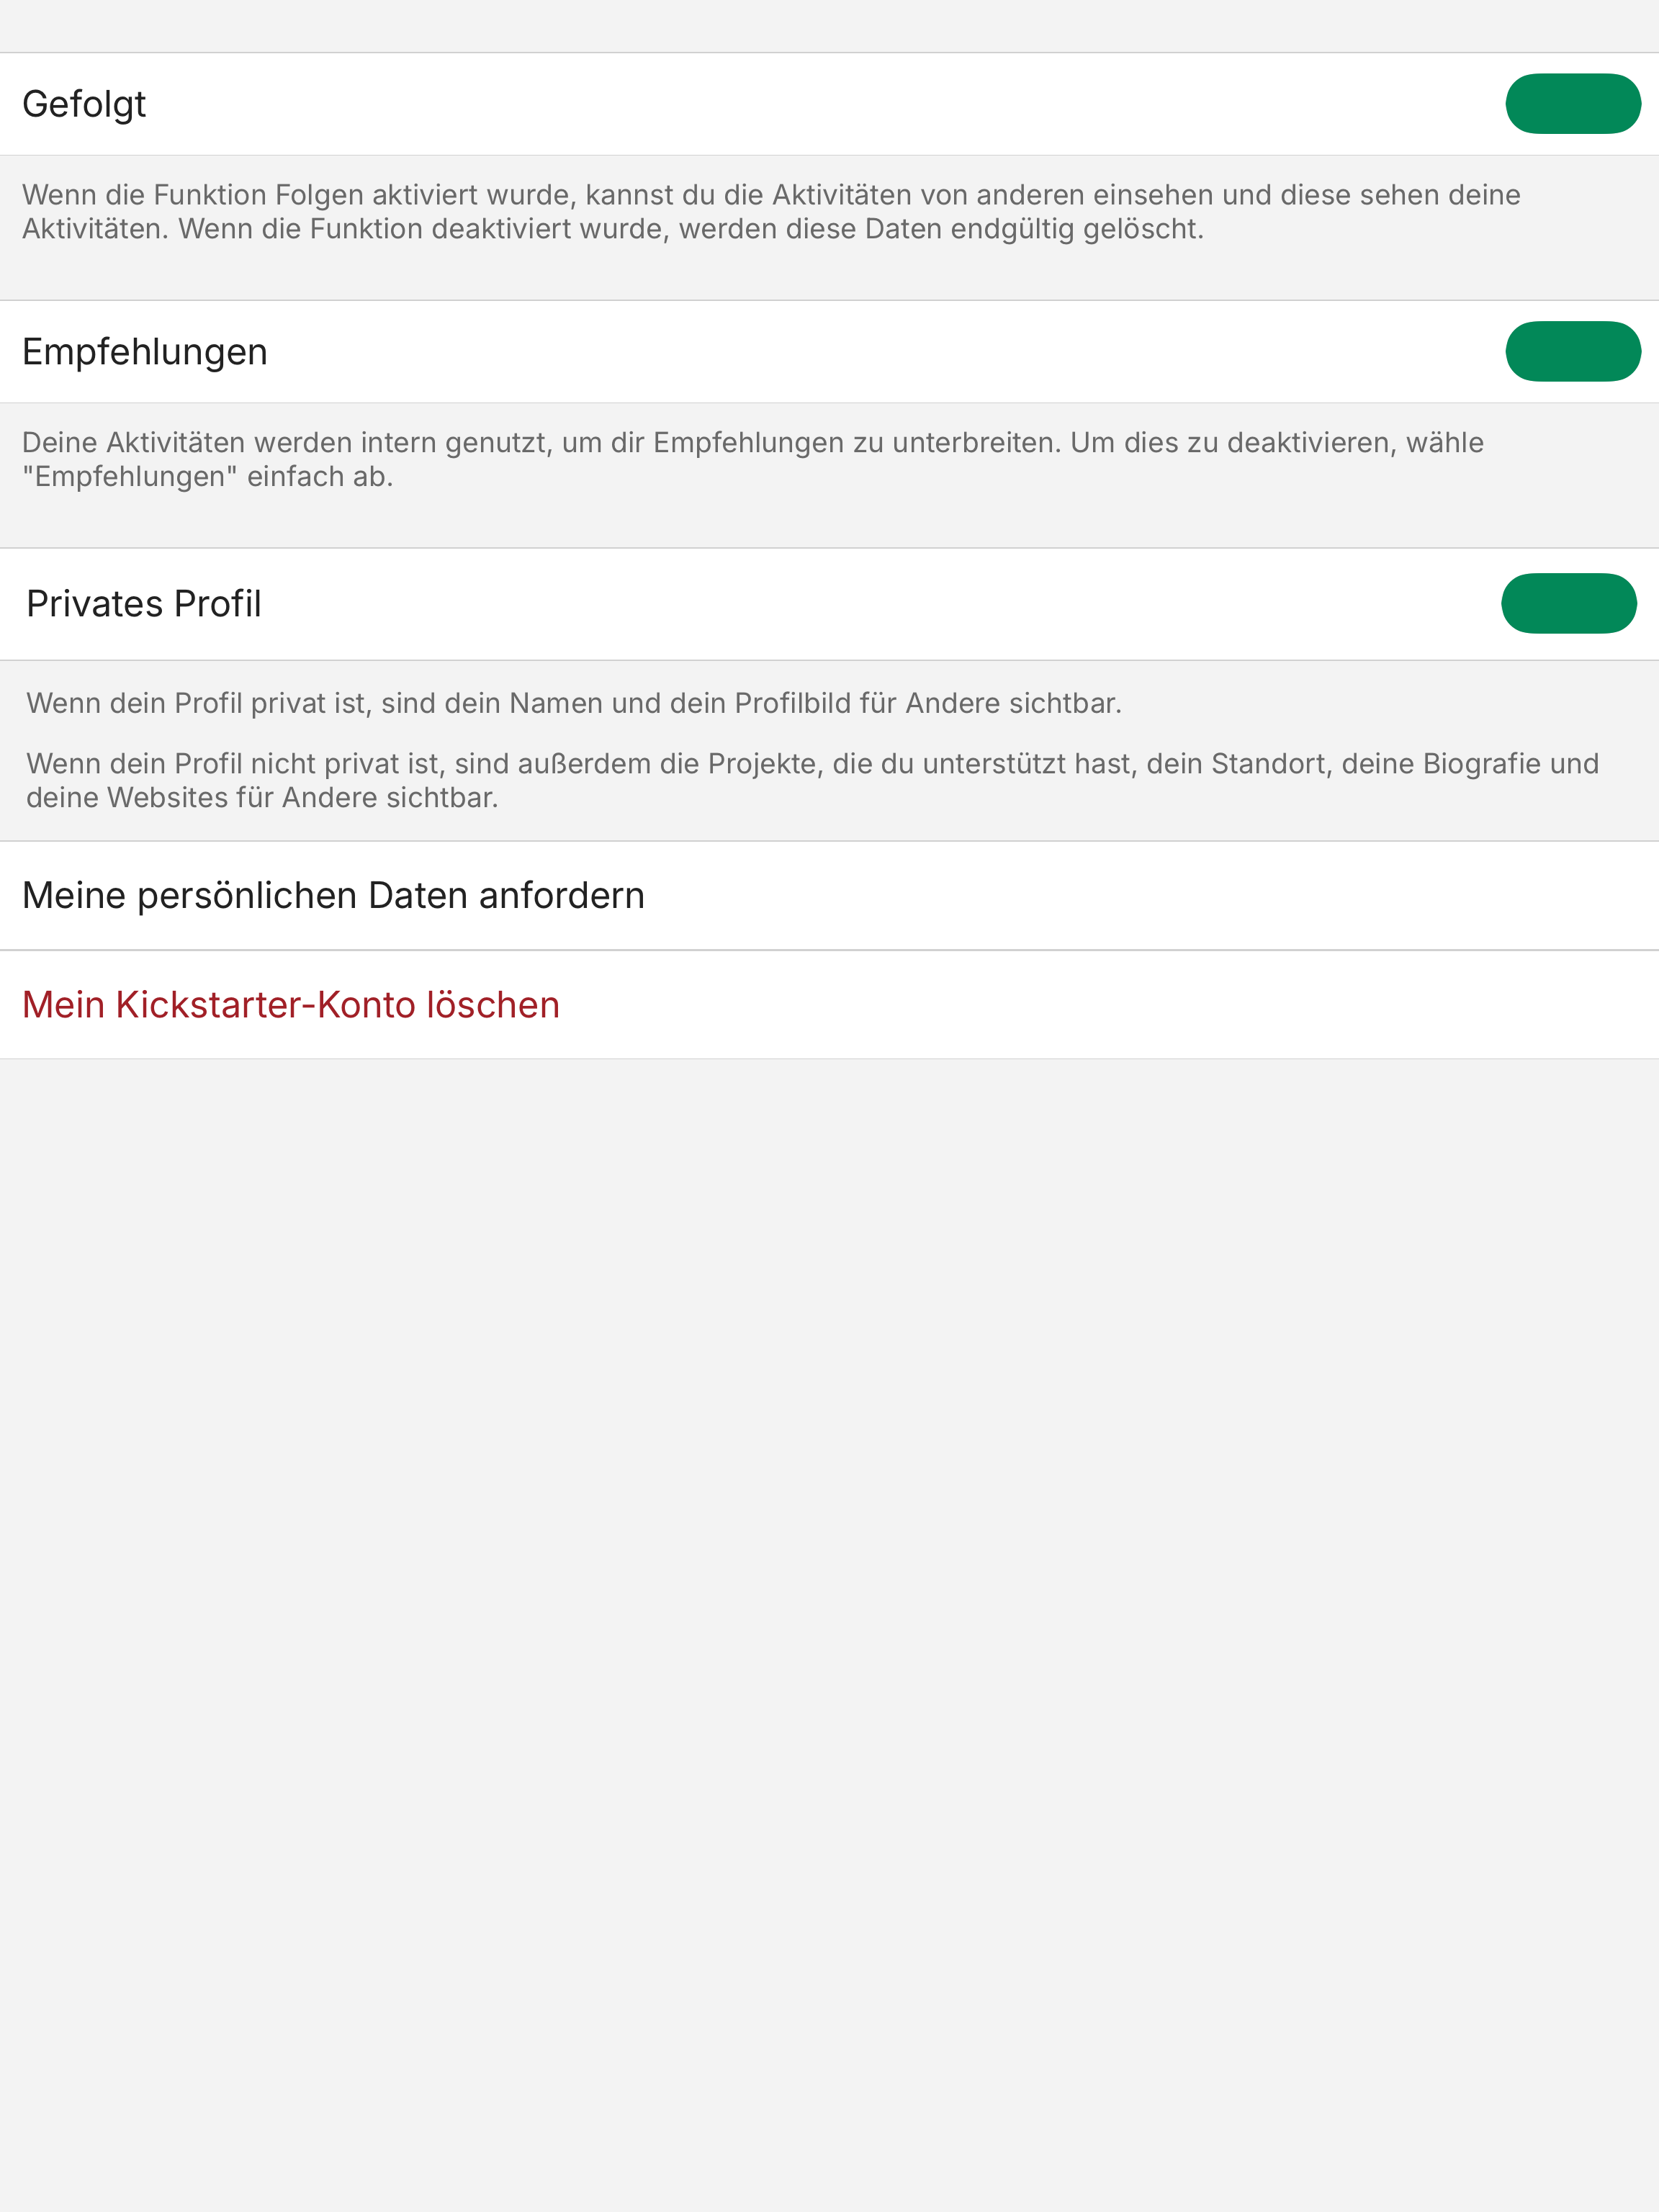 Gefolgt
Wenn die Funktion Folgen aktiviert wurde, kannst du die Aktivitäten von anderen einsehen und diese sehen deine
Aktivitäten. Wenn die Funktion deaktiviert wurde, werden diese Daten endgültig gelöscht.
Empfehlungen
Deine Aktivitäten werden intern genutzt, um dir Empfehlungen zu unterbreiten. Um dies zu deaktivieren, wähle
"Empfehlungen" einfach ab.
Privates Profil
Wenn dein Profil privat ist, sind dein Namen und dein Profilbild für Andere sichtbar.
Wenn dein Profil nicht privat ist, sind außerdem die Projekte, die du unterstützt hast, dein Standort, deine Biografie und
deine Websites für Andere sichtbar.
Meine persönlichen Daten anfordern
Mein Kickstarter-Konto löschen